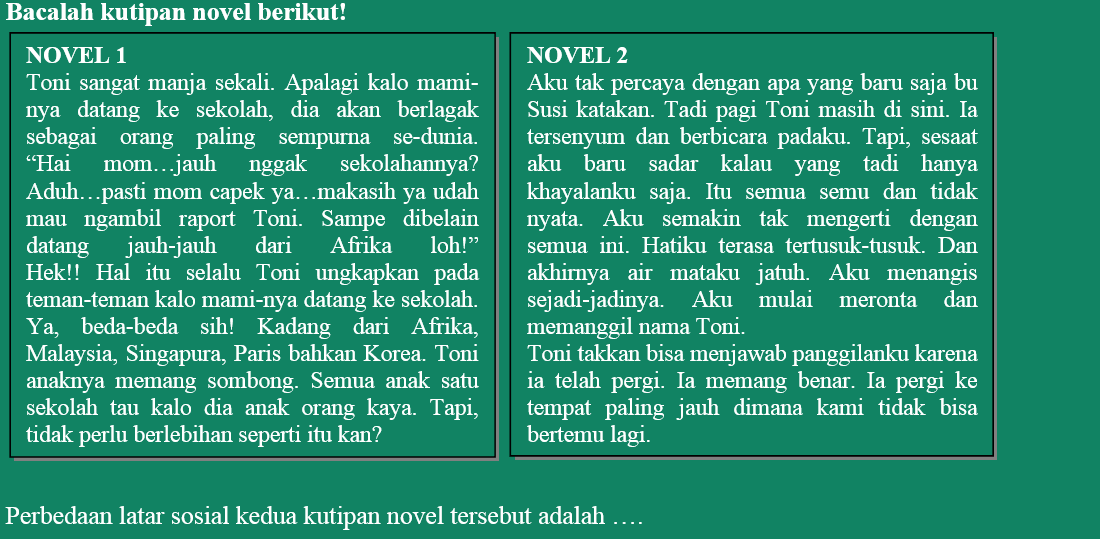 Bacalah kutipan novel berikut!
NOVEL 1
Toni sangat manja sekali. Apalagi kalo mami-
nya datang ke sekolah, dia akan berlagak
sebagai orang paling sempurna se-dunia.
“Hai mom…jauh nggak sekolahannya?
Aduh…pasti mom capek ya…makasih ya udah
mau ngambil raport Toni. Sampe dibelain
datang jauh-jauh dari Afrika loh!”
Hek!! Hal itu selalu Toni ungkapkan pada
teman-teman kalo mami-nya datang ke sekolah.
Ya, beda-beda sih! Kadang dari Afrika,
Malaysia, Singapura, Paris bahkan Korea. Toni
anaknya memang sombong. Semua anak satu
sekolah tau kalo dia anak orang kaya. Tapi,
tidak perlu berlebihan seperti itu kan?
NOVEL 2
Aku tak percaya dengan apa yang baru saja bu
Susi katakan. Tadi pagi Toni masih di sini. Ia
tersenyum dan berbicara padaku. Tapi, sesaat
aku baru sadar kalau yang tadi hanya
khayalanku saja. Itu semua semu dan tidak
nyata. Aku semakin tak mengerti dengan
semua ini. Hatiku terasa tertusuk-tusuk. Dan
akhirnya air mataku jatuh. Aku menangis
sejadi-jadinya. Aku mulai meronta dan
memanggil nama Toni.
Toni takkan bisa menjawab panggilanku karena
ia telah pergi. Ia memang benar. Ia pergi ke
tempat paling jauh dimana kami tidak bisa
bertemu lagi.
Perbedaan latar sosial kedua kutipan novel tersebut adalah ….